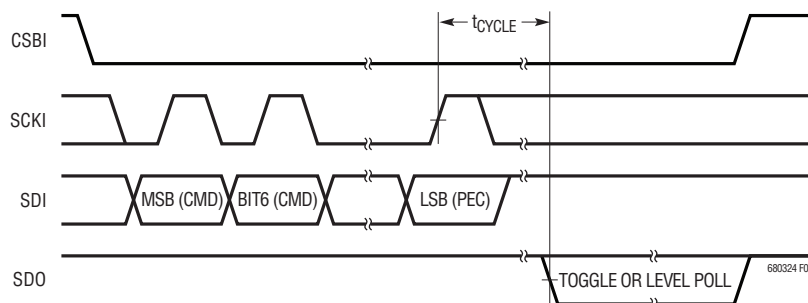 tCYCLE
CSBI
SCKI
SDI
MSB (CMD)
BIT6 (CMD)
LSB (PEC)
SDO
TOGGLE OR LEVEL POLL
680324 F0